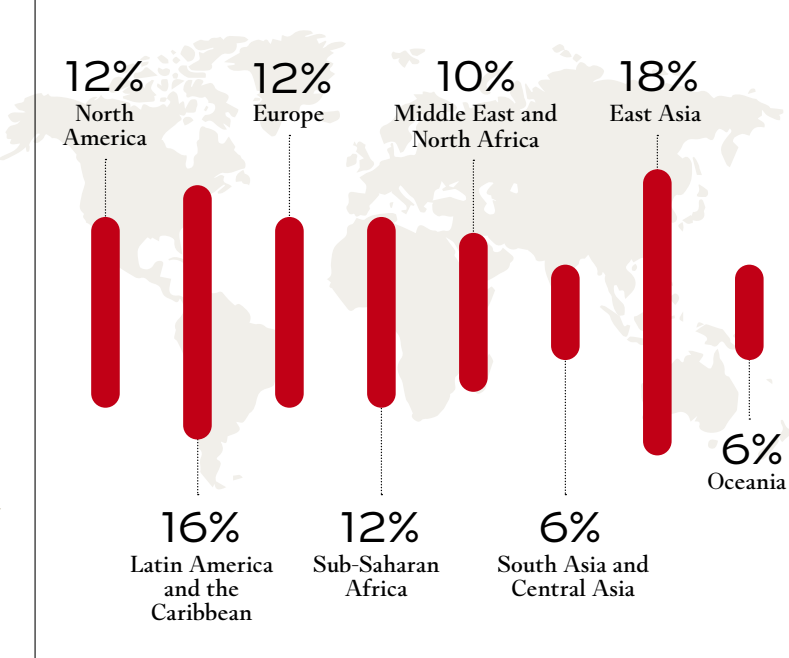 12%
North
America
12%
Europe
10%
Middle East and
North Africa
18%
East Asia
16%
Latin America
and the
Caribbean
12%
Sub-Saharan
Africa
6%
South Asia and
Central Asia
6%
Oceania